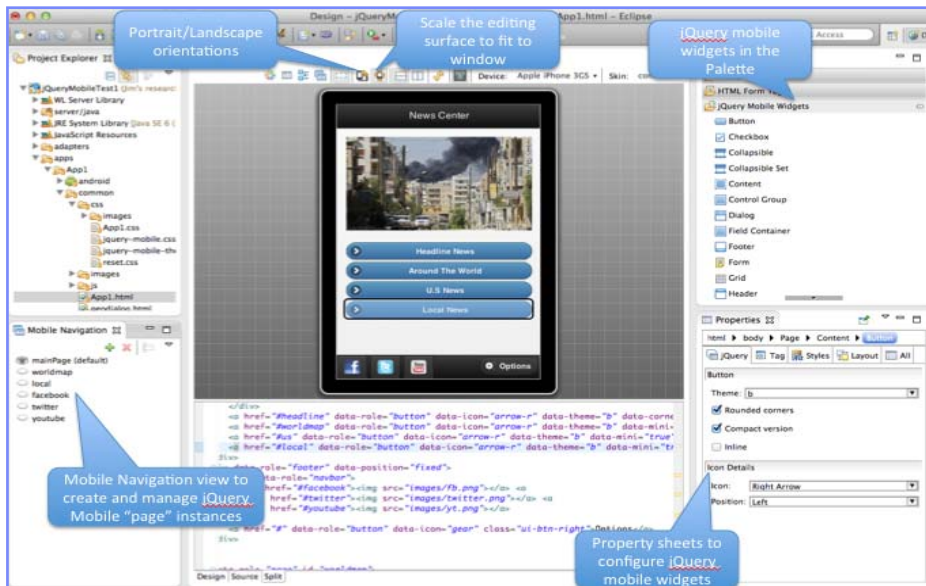 Design – jQueryM
App1.html – Eclipse
Portrait/Landscape
orientations
Scale the editing
surface to fit to
window
jQuery mobile
widgets in the
Palette
Access
Project Explorer
jQueryMobileTest1 (Jim's researc
WL Server Library
server/java
JRE System Library [Java SE 6 (
JavaScript Resources
adapters
apps
App1
android
common
css
images
App1.css
jquery-mobile.css
jquery-mobile-the
reset.css
images
js
App1.html
Device: Apple iPhone 3GS
Skin:
News Center
Headline News
Around The World
U.S News
Local News
Options
HTML Form
jQuery Mobile Widgets
Button
Checkbox
Collapsible
Collapsible Set
Content
Control Group
Dialog
Field Container
Footer
Form
Grid
Header
Mobile Navigation
mainPage (default)
worldmap
local
facebook
twitter
youtube
Mobile Navigation view to
create and manage jQuery
Mobile “page” instances
</div>
<a href="#headline" data-role="button" data-icon="arrow-r" data-theme="b" data-corne
<a href="#worldmap" data-role="button" data-icon="arrow-r" data-theme="b" data-mini=
<a href="#us" data-role="button" data-icon="arrow-r" data-theme="b" data-mini="true"
<a href="#local" data-role="button" data-icon="arrow-r" data-theme="b" data-mini="t
div>
data-role="footer" data-position="fixed">
data-role="navbar">
href="#facebook"><img src="images/fb.png"></a> <a
href="#twitter"><img src="images/twitter.png"></a> <a
href="#youtube"><img src="images/yt.png"></a>
<a href="#" data-role="button" data-icon="gear" class="ui-btn-right">Options</a>
div>
Design Source Split
Properties
html body Page Content Button
jQuery Tag Styles Layout All
Button
Theme: b
Rounded corners
Compact version
Inline
Icon Details
Icon: Right Arrow
Position: Left
Property sheets to
configure jQuery
mobile widgets